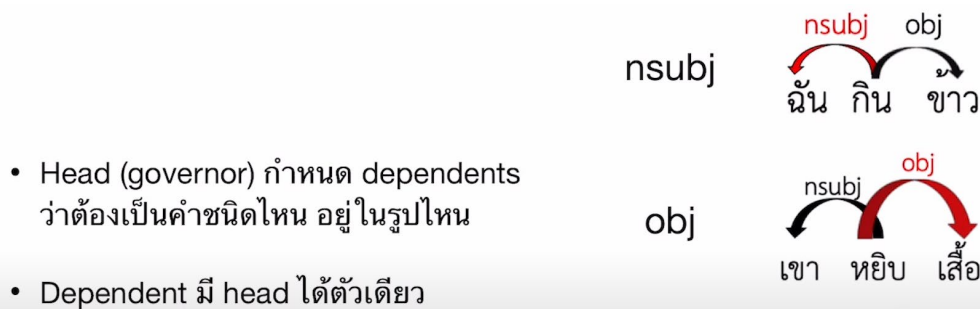 • Head (governor) กำหนด dependents
ว่าต้องเป็นคำชนิดไหน อยู่ในรูปไหน
• Dependent มี head ได้ตัวเดียว
nsubj
nsubj obj
ฉัน กิน ข้าว
obj
nsubj obj
เขา หยิบ เสื้อ